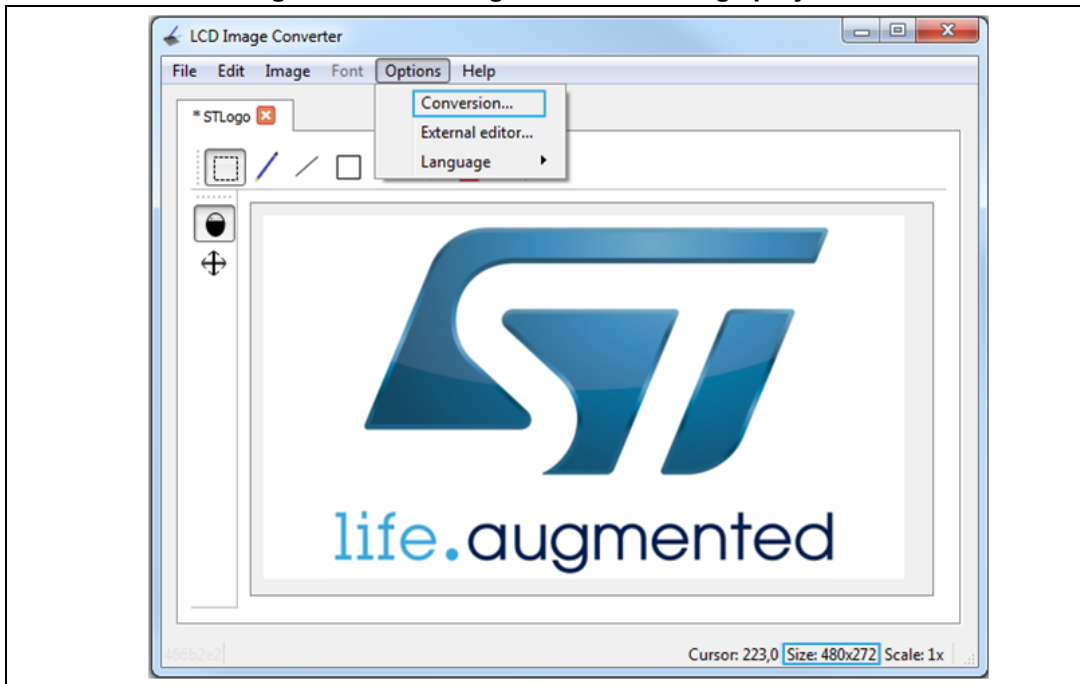 LCD Image Converter
File Edit Image Font Options Help
Conversion...
* STLogo
External editor...
Language
life.augmented
466b2e2
Cursor: 223,0 Size: 480x272 Scale: 1x